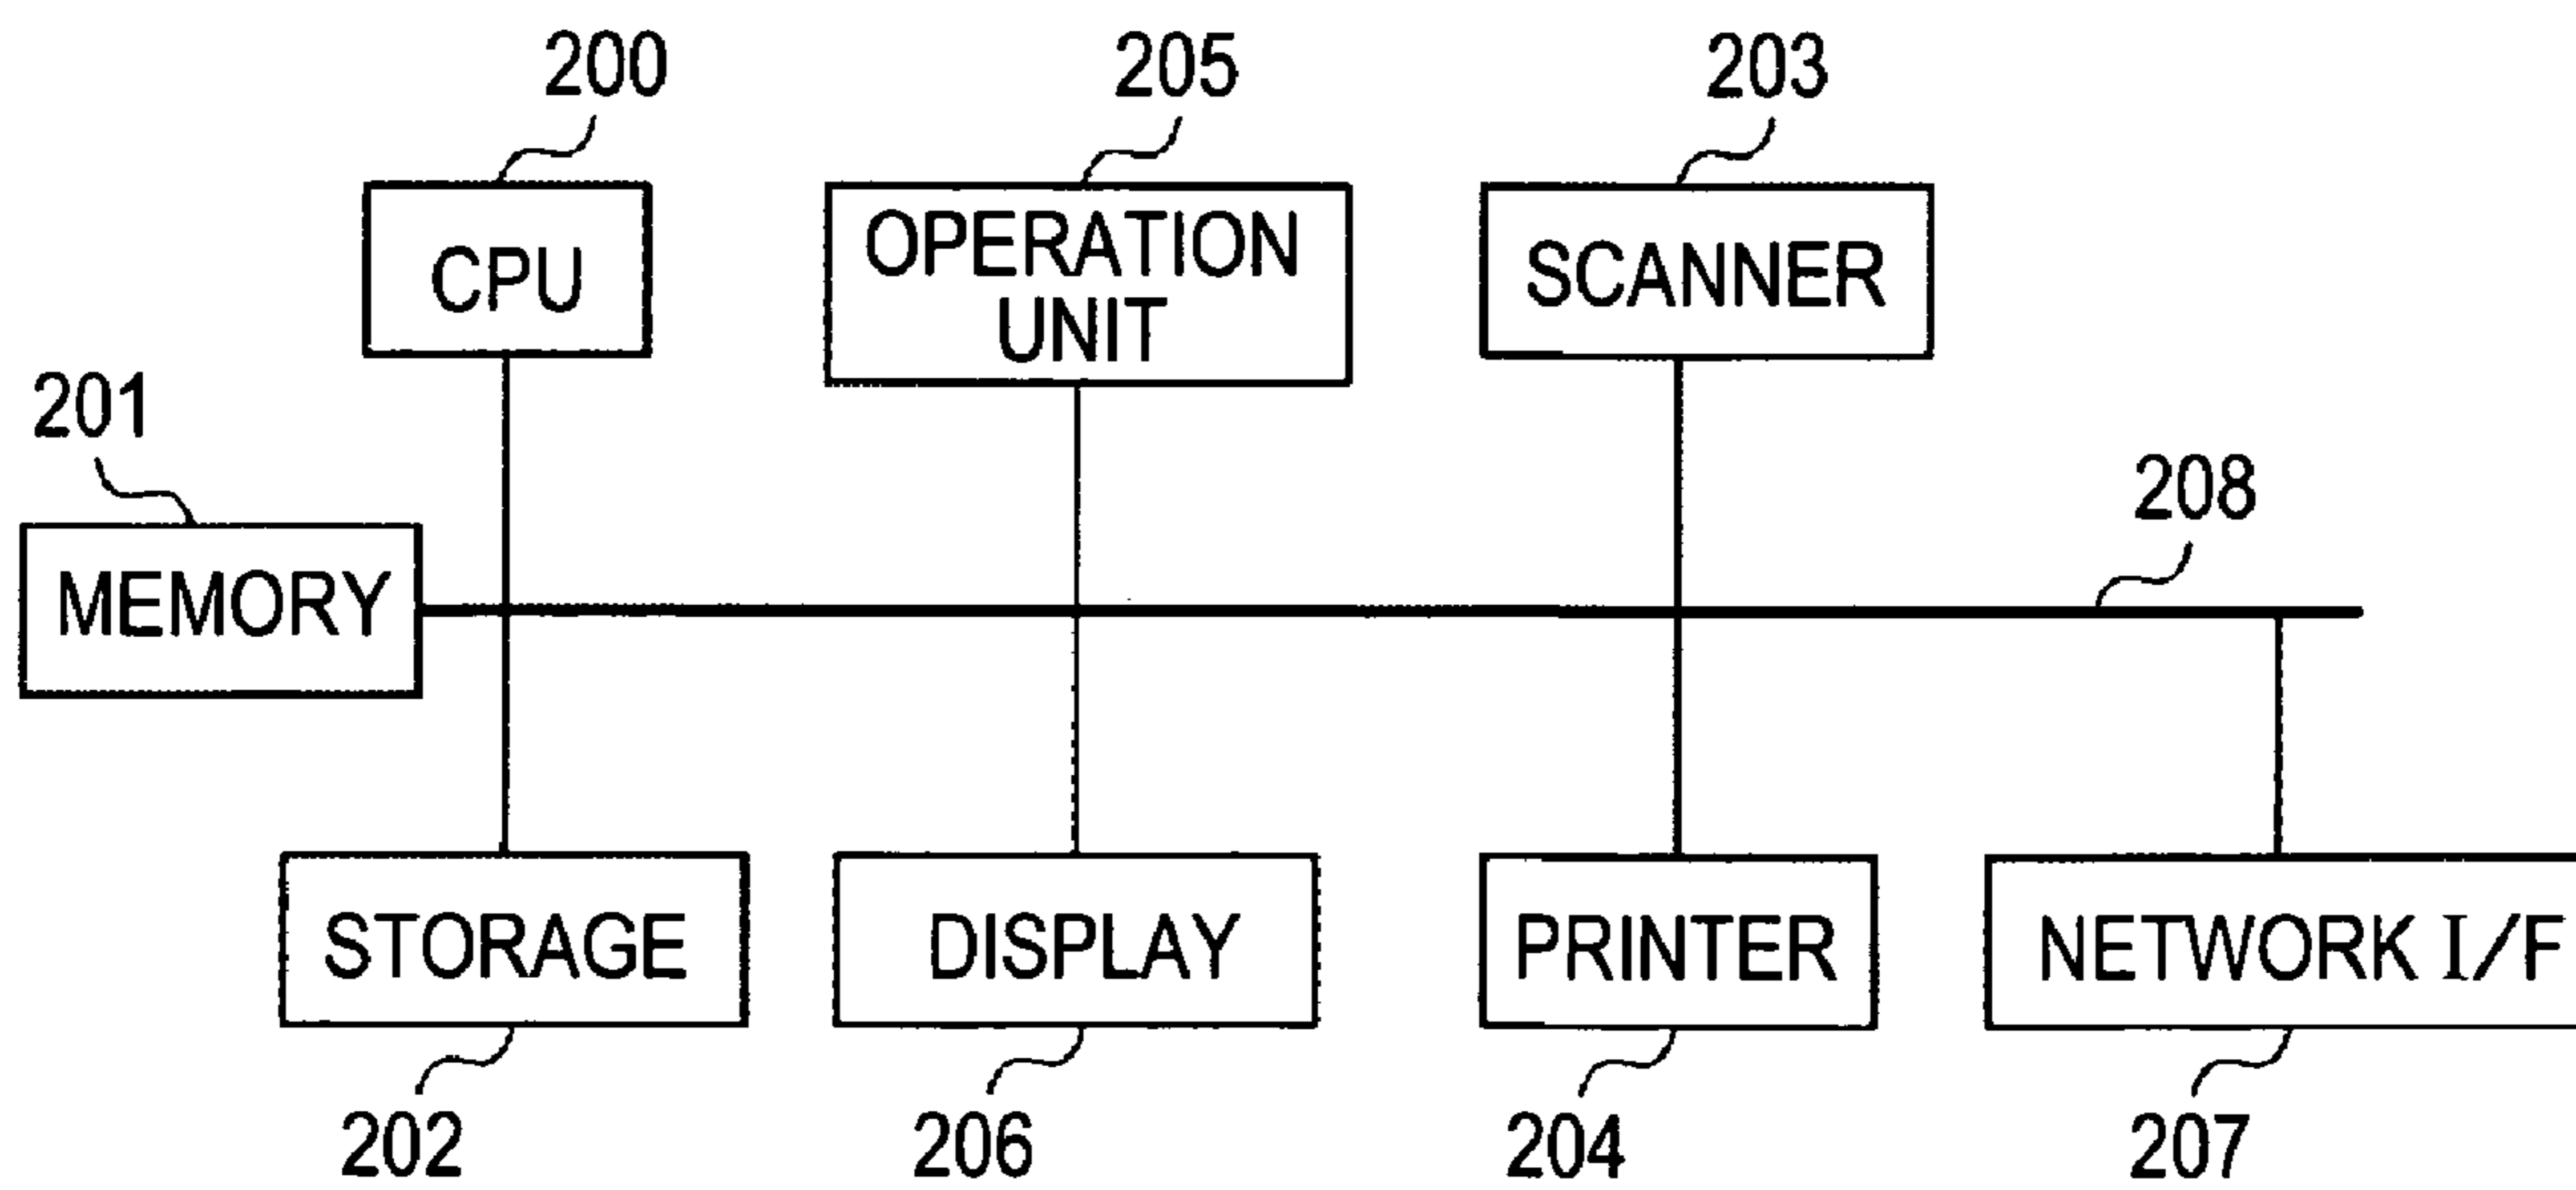 200
205
203
CPU
OPERATION
UNIT
SCANNER
201
208
MEMORY
STORAGE
DISPLAY
PRINTER
NETWORK I/F
202
206
204
207